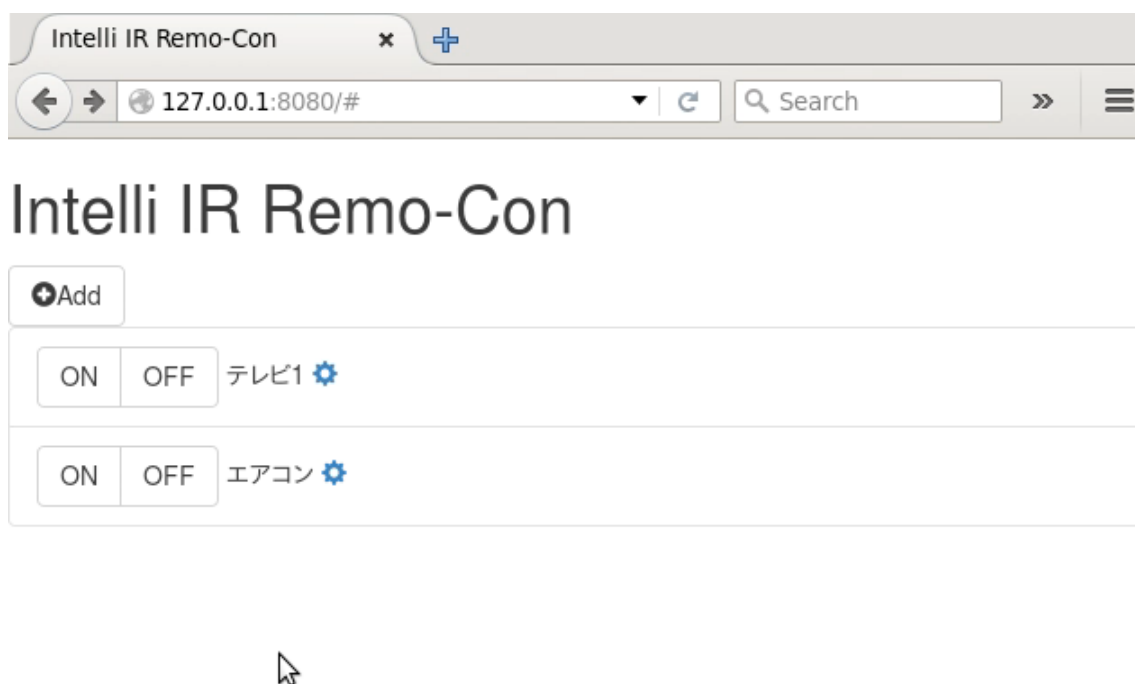 Intelli IR Remo-Con
127.0.0.1:8080/# Search
Intelli IR Remo-Con
Add
ON OFF テレビ1
ON OFF エアコン